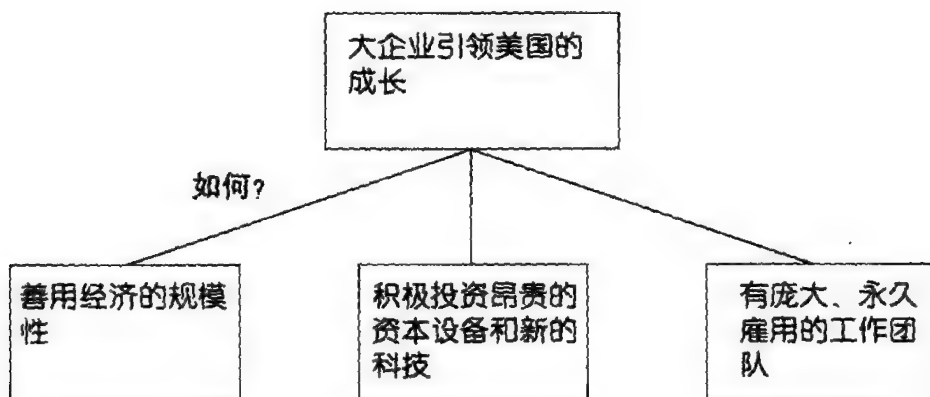 大企业引领美国的
成长
如何?
善用经济的规模
性
积极投资昂贵的
资本设备和新的
科技
有庞大、永久
雇用的工作团
队